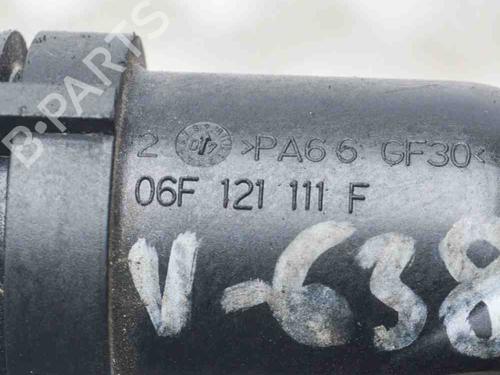 B-PARTS
2 >PA66 GF30<
06F 121 111 F
V-638